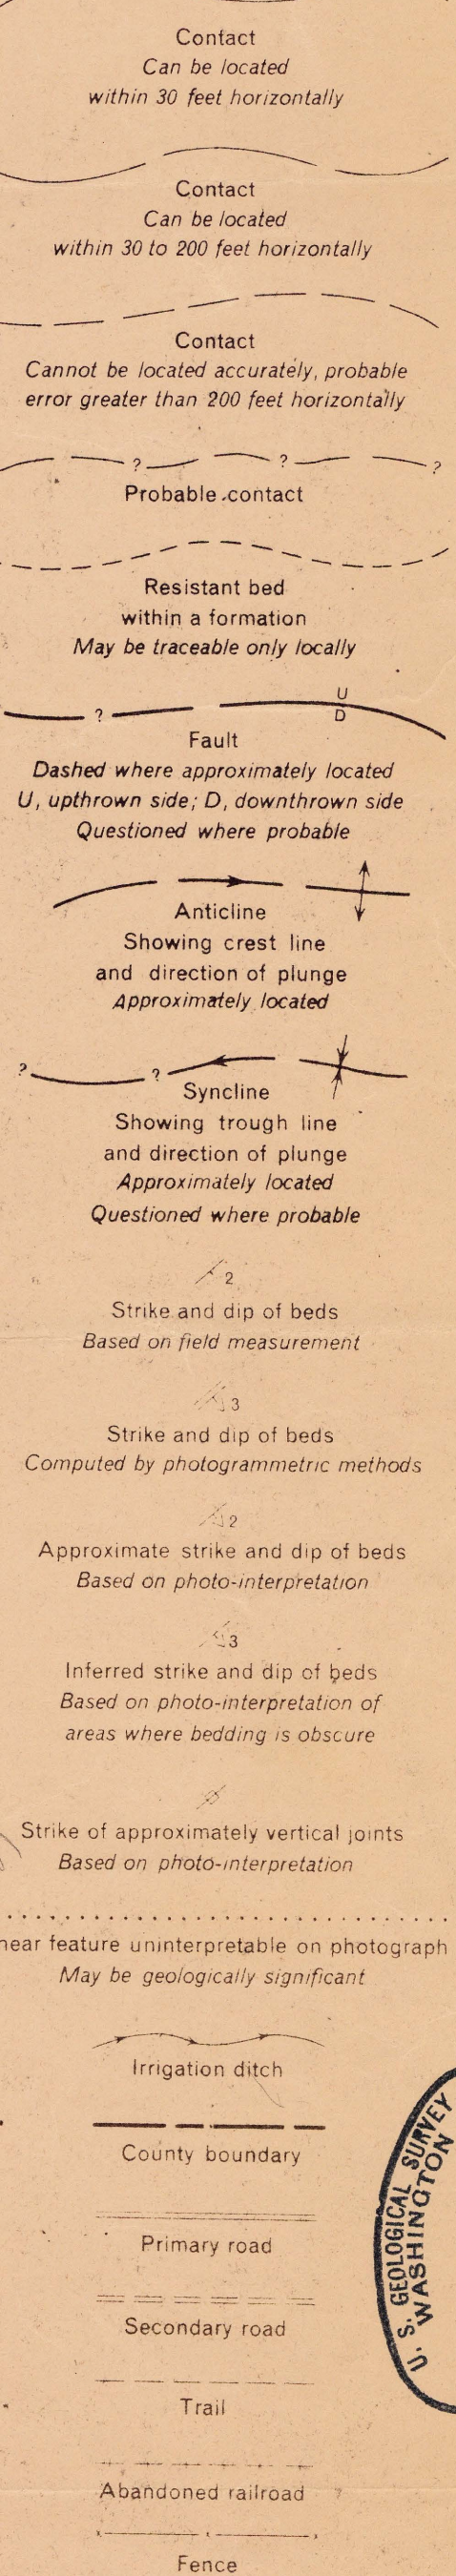 Contact
Can be located
within 30 feet horizontally
Contact
Can be located
within 30 to 200 feet horizontally
Contact
Cannot be located accurately, probable
error greater than 200 feet horizontally
? ? ?
Probable contact
Resistant bed
within a formation
May be traceable only locally
U
? D
Fault
Dashed where approximately located
U, upthrown side; D, downthrown side
Questioned where probable
Anticline
Showing crest line
and direction of plunge
Approximately located
? ?
Syncline
Showing trough line
and direction of plunge
Approximately located
Questioned where probable
2
Strike and dip of beds
Based on field measurement
3
Strike and dip of beds
Computed by photogrammetric methods
2
Approximate strike and dip of beds
Based on photo-interpretation
3
Inferred strike and dip of beds
Based on photo-interpretation of
areas where bedding is obscure
Strike of approximately vertical joints
Based on photo-interpretation
near feature uninterpretable on photograph
May be geologically significant
Irrigation ditch
County boundary
Primary road
Secondary road
Trail
Abandoned railroad
Fence
U. S. GEOLOGICAL SURVEY
WASHINGTON